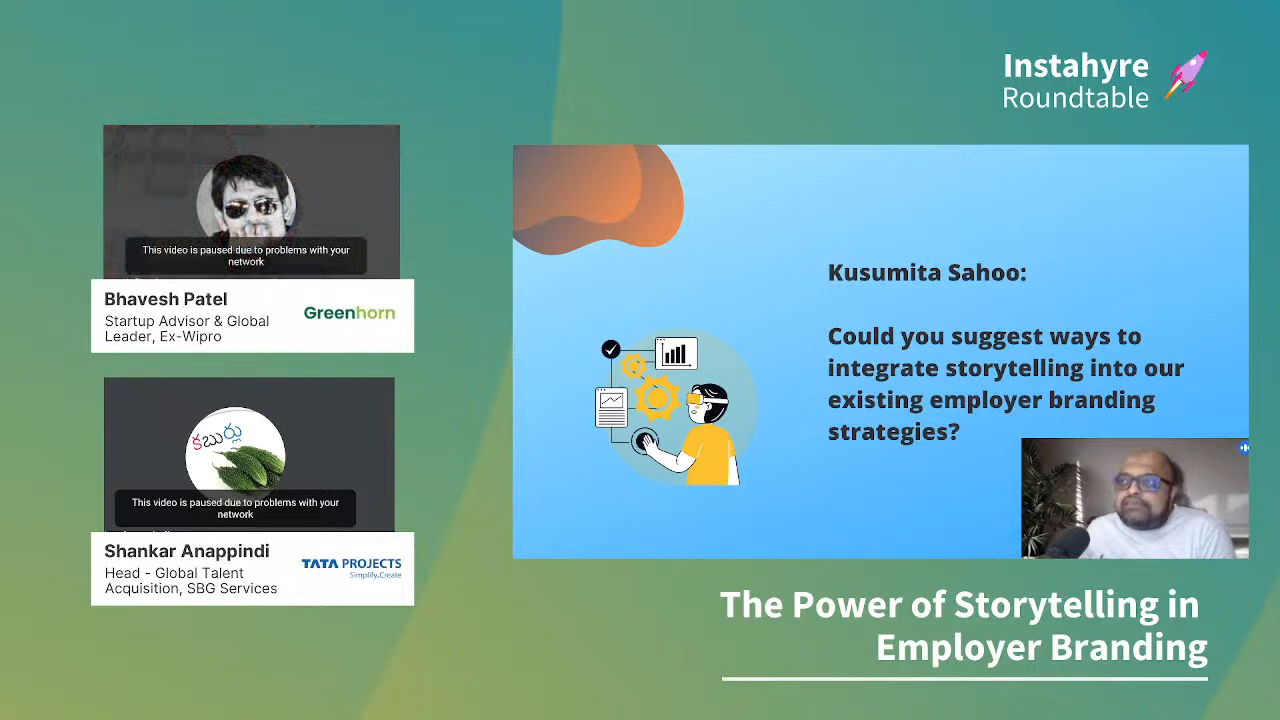 Instahyre
Roundtable
This video is paused due to problems with your
network
Bhavesh Patel
Startup Advisor & Global
Leader, Ex-Wipro
Greenhorn
కబుర్లు
This video is paused due to problems with your
network
Shankar Anappindi
Head - Global Talent
Acquisition, SBG Services
TATA PROJECTS
Simplify.Create
Kusumita Sahoo:
Could you suggest ways to
integrate storytelling into our
existing employer branding
strategies?
The Power of Storytelling in
Employer Branding